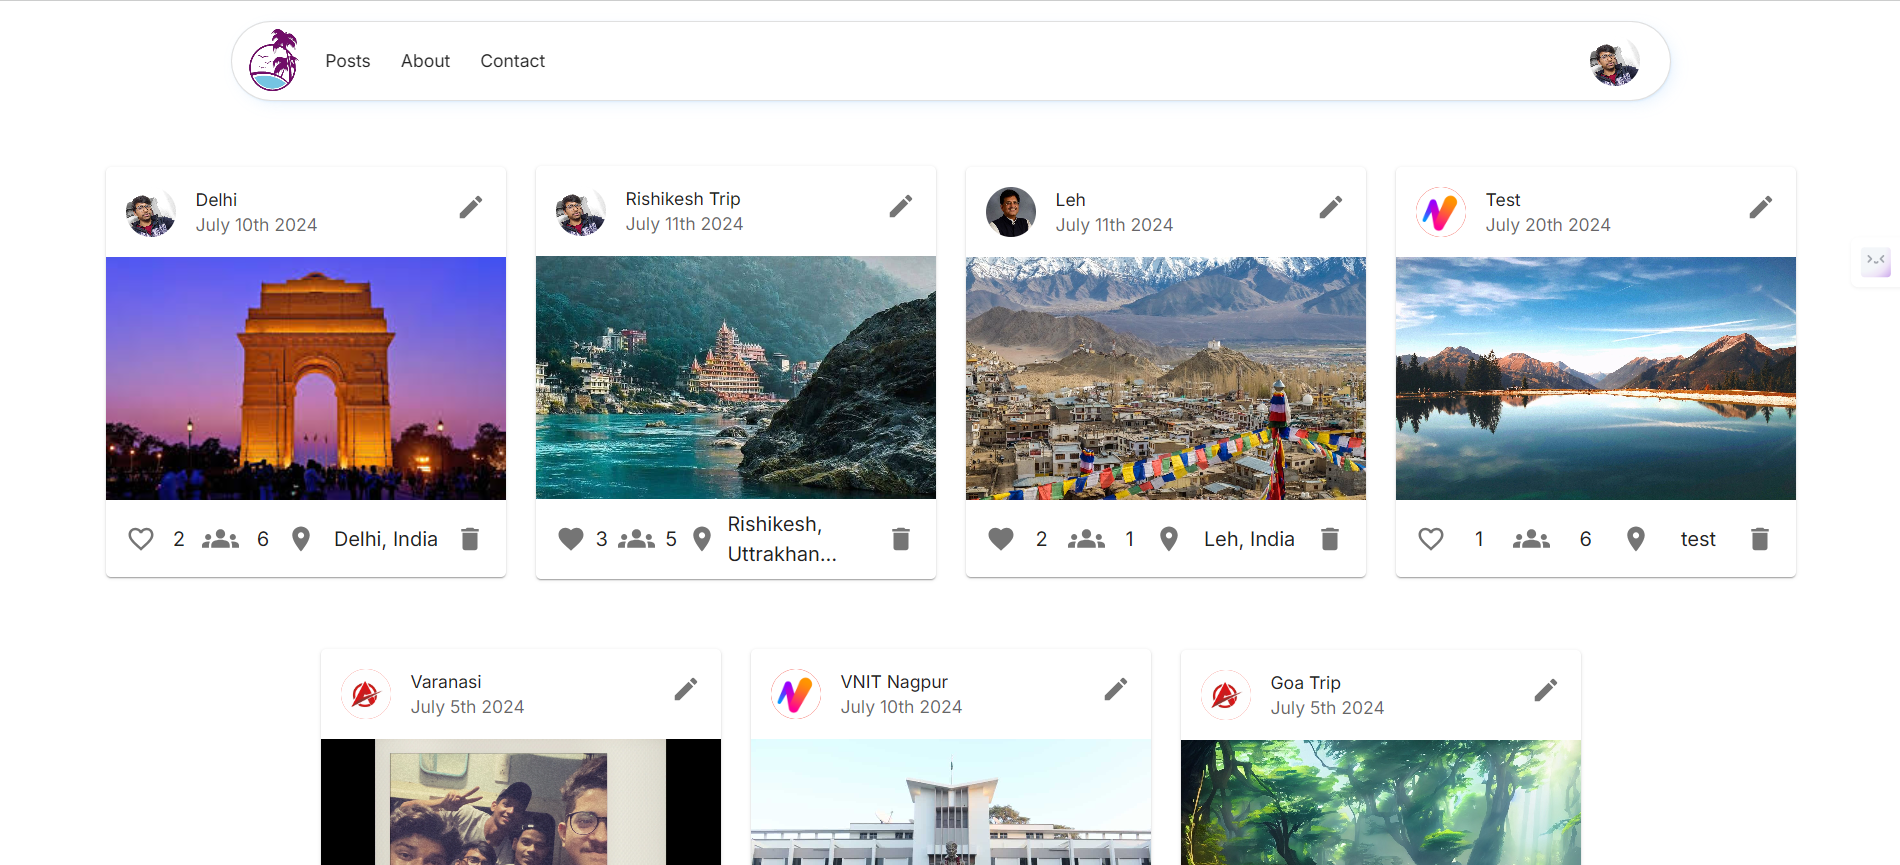 Posts
About
Contact
Delhi
July 10th 2024
Rishikesh Trip
July 11th 2024
Leh
July 11th 2024
Test
July 20th 2024
2
6
Delhi, India
3
5
Rishikesh,
Uttrakhan...
2
1
Leh, India
1
6
test
Varanasi
July 5th 2024
VNIT Nagpur
July 10th 2024
Goa Trip
July 5th 2024